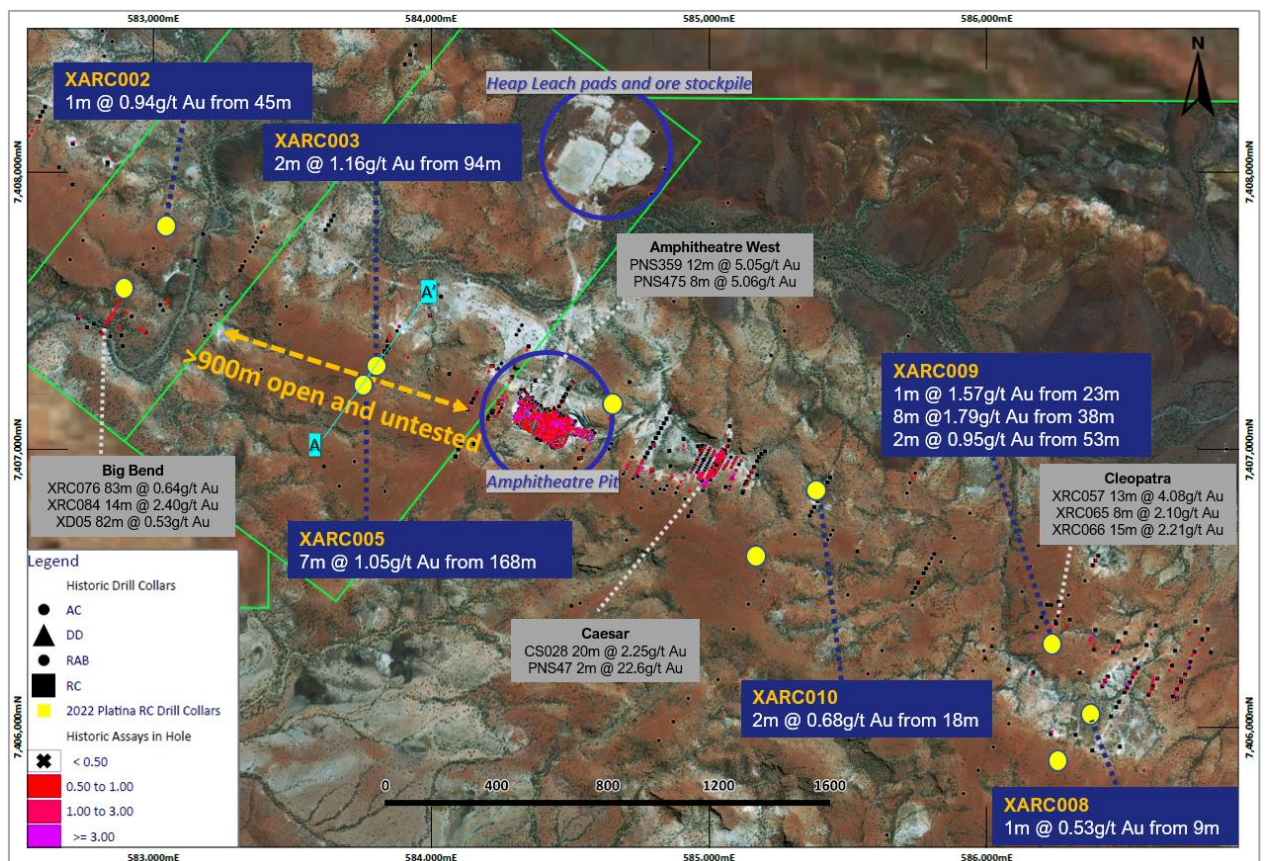 583,000mE
584,000mE
585,000mE
586,000mE
N
XARC002
1m @ 0.94g/t Au from 45m
Heap Leach pads and ore stockpile
XARC003
2m @ 1.16g/t Au from 94m
7,408,000mN
7,408,000mN
Amphitheatre West
PNS359 12m @ 5.05g/t Au
PNS475 8m @ 5.06g/t Au
A'
>900m open and untested
A
XARC009
1m @ 1.57g/t Au from 23m
8m @1.79g/t Au from 38m
2m @ 0.95g/t Au from 53m
7,407,000mN
7,407,000mN
Amphitheatre Pit
Big Bend
XRC076 83m @ 0.64g/t Au
XRC084 14m @ 2.40g/t Au
XD05 82m @ 0.53g/t Au
Cleopatra
XRC057 13m @ 4.08g/t Au
XRC065 8m @ 2.10g/t Au
XRC066 15m @ 2.21g/t Au
XARC005
7m @ 1.05g/t Au from 168m
Caesar
CS028 20m @ 2.25g/t Au
PNS47 2m @ 22.6g/t Au
XARC010
2m @ 0.68g/t Au from 18m
Legend
Historic Drill Collars
AC
DD
RAB
RC
2022 Platina RC Drill Collars
Historic Assays in Hole
< 0.50
0.50 to 1.00
1.00 to 3.00
>= 3.00
7,406,000mN
7,406,000mN
0 400 800 1200 1600
XARC008
1m @ 0.53g/t Au from 9m
583,000mE
584,000mE
585,000mE
586,000mE